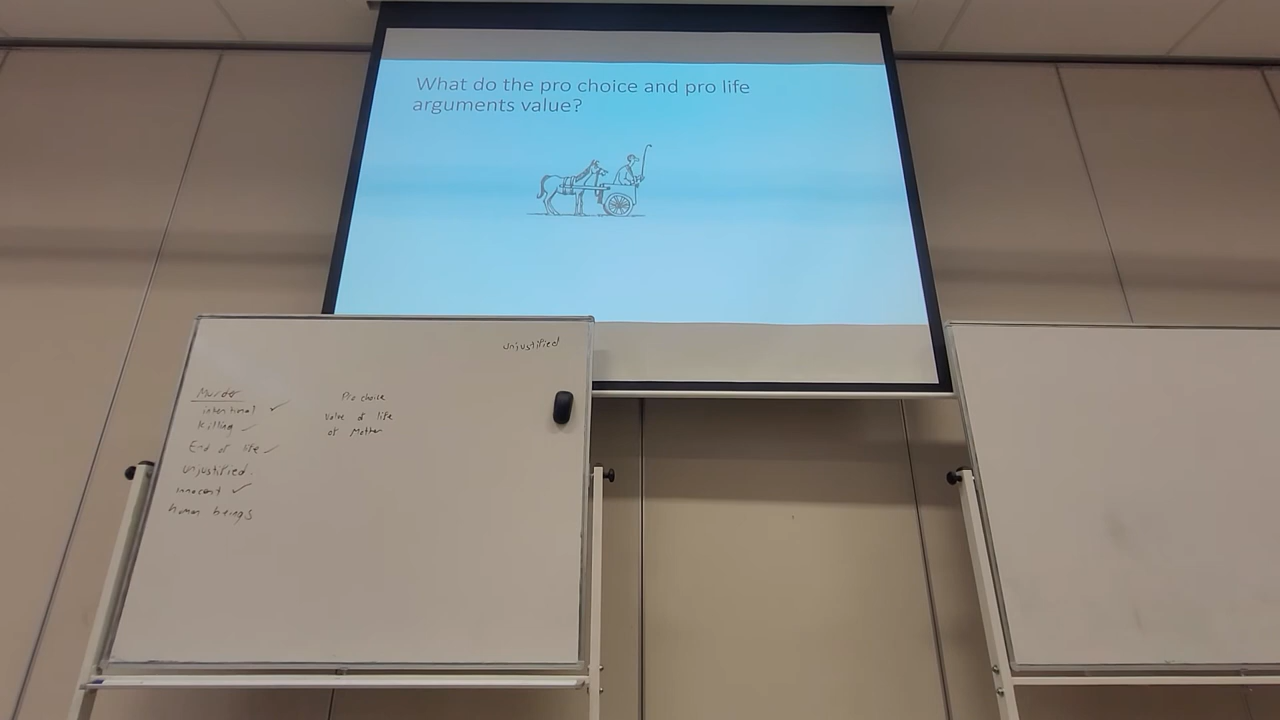 What do the pro choice and pro life
arguments value?
unjustified
Murder
intentional ✓
killing ✓
End of life ✓
unjustified.
innocent ✓
human beings
Pro choice
Value of life
of Mother